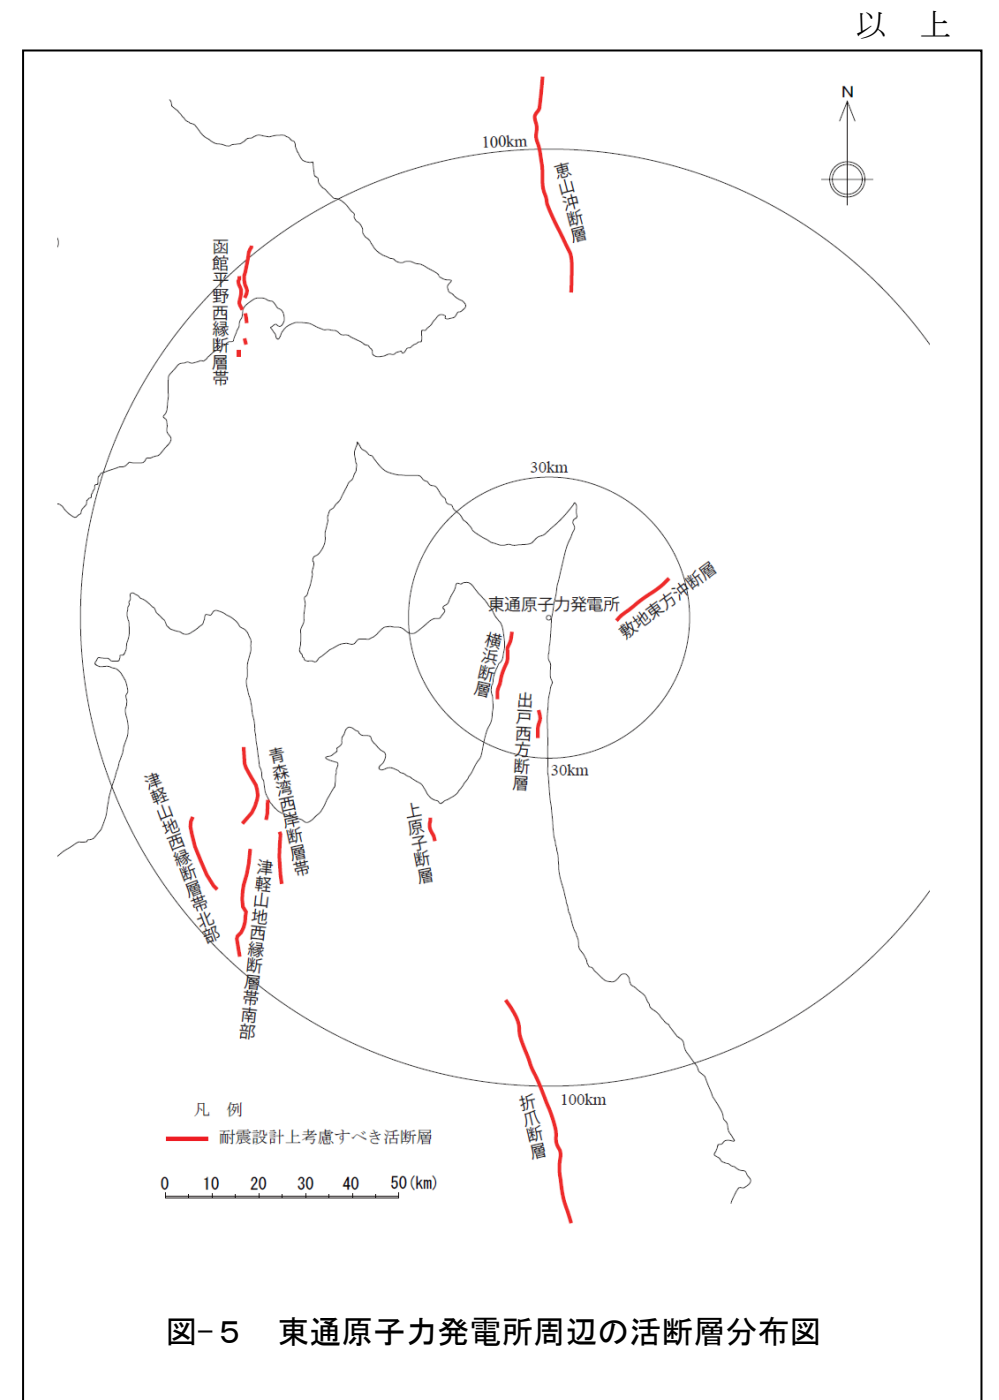 以 上
N
100km
恵山沖断層
函館平野西縁断層帯
30km
東通原子力発電所
敷地東方沖断層
横浜断層
出戸西方断層
30km
青森湾西岸断層帯
津軽山地西縁断層帯北部
上原子断層
津軽山地西縁断層帯南部
折爪断層
100km
凡 例
耐震設計上考慮すべき活断層
0 10 20 30 40 50(km)
図-5 東通原子力発電所周辺の活断層分布図